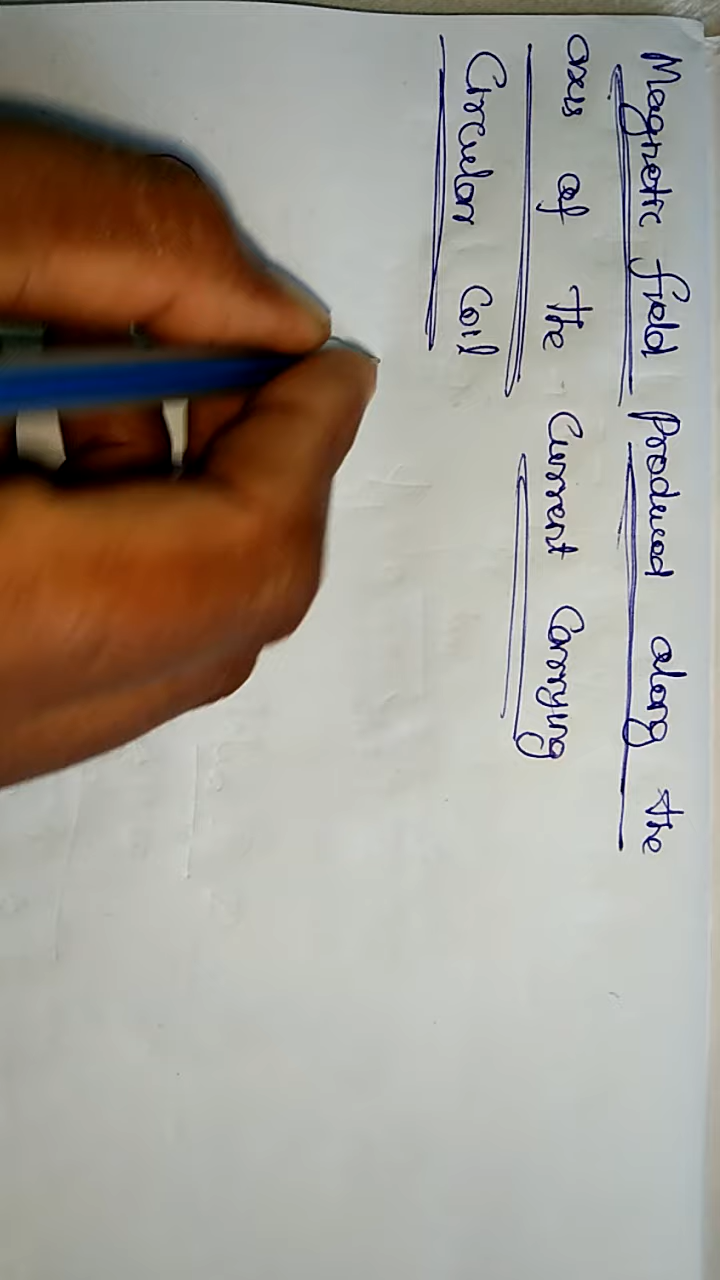 Magnetic field Produced along the
axis of the Current Carrying
Circular Coil